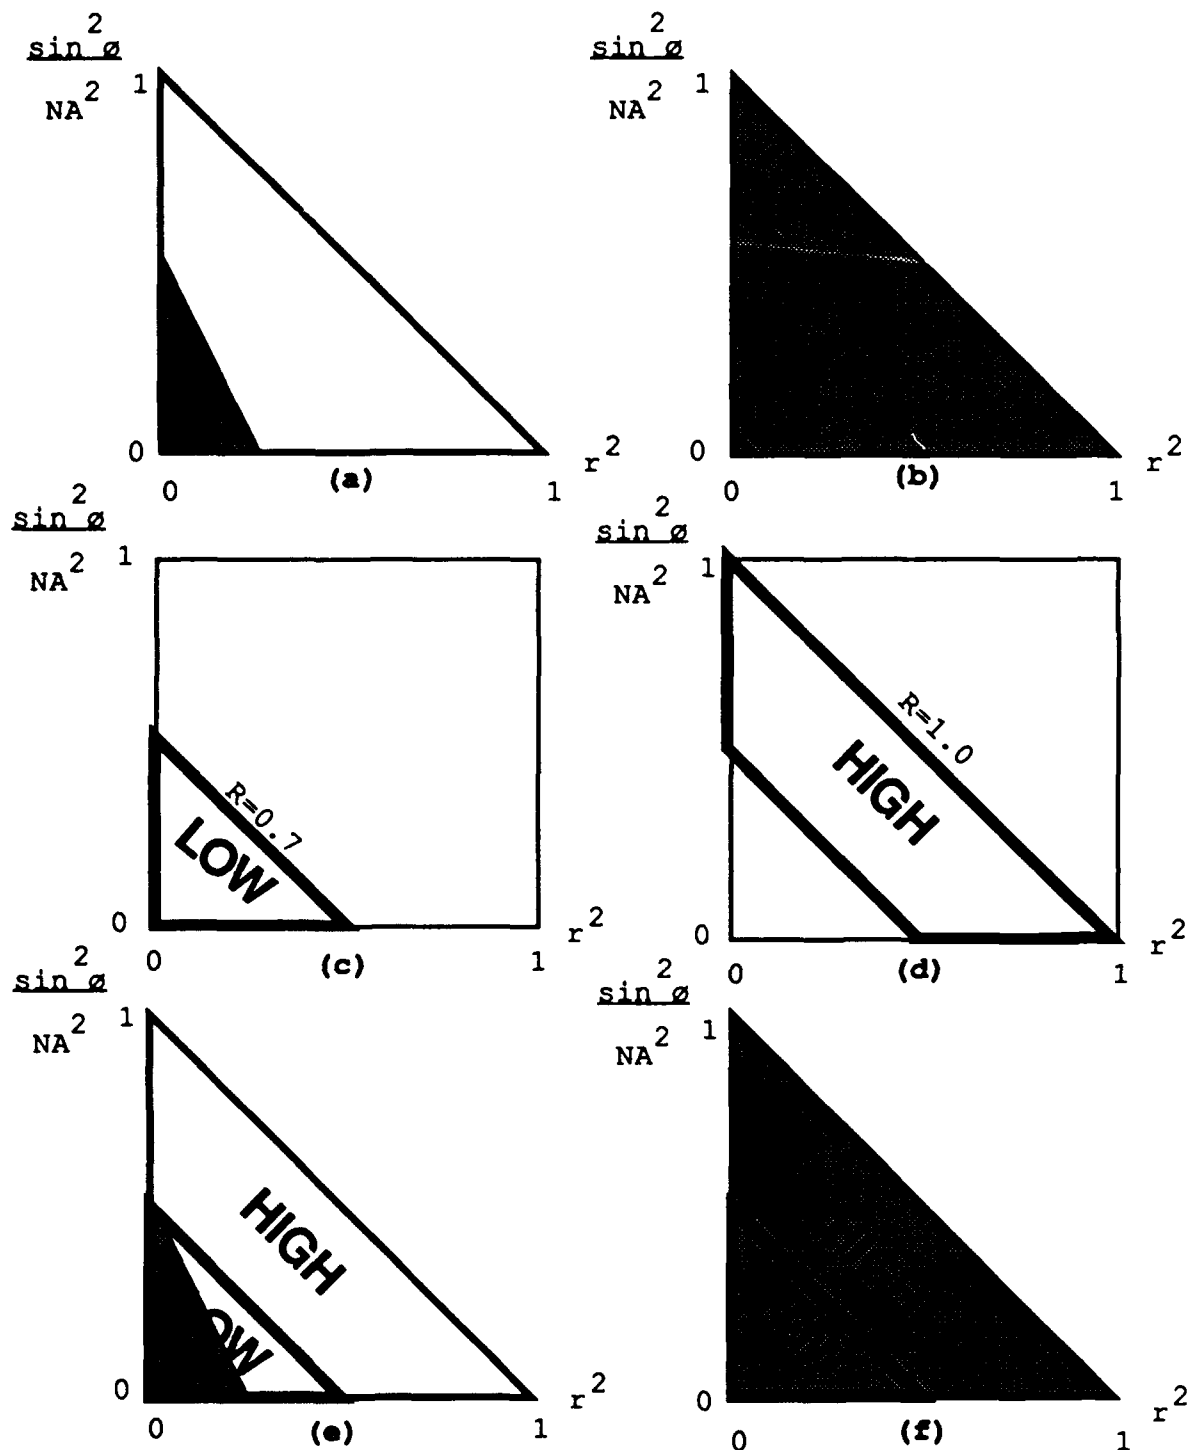 sin²ø
NA²
1
0
0
(a)
1
r²
sin²ø
NA²
1
0
0
(b)
1
r²
sin²ø
NA²
1
R=0.7
LOW
0
0
(c)
1
r²
sin²ø
NA²
1
R=1.0
HIGH
0
0
(d)
1
r²
sin²ø
NA²
1
HIGH
OW
0
0
(e)
1
r²
sin²ø
NA²
1
0
0
(f)
1
r²